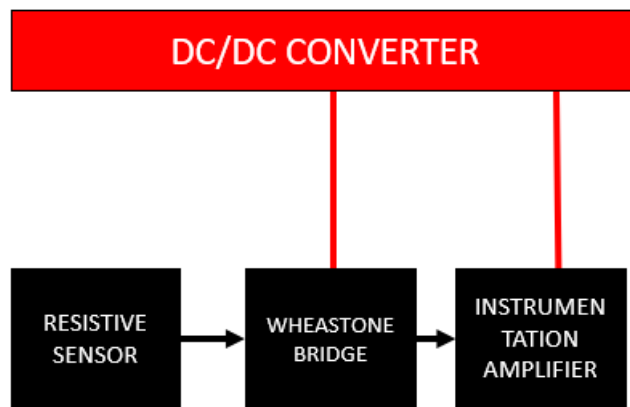 DC/DC CONVERTER
RESISTIVE
SENSOR
WHEASTONE
BRIDGE
INSTRUMEN
TATION
AMPLIFIER